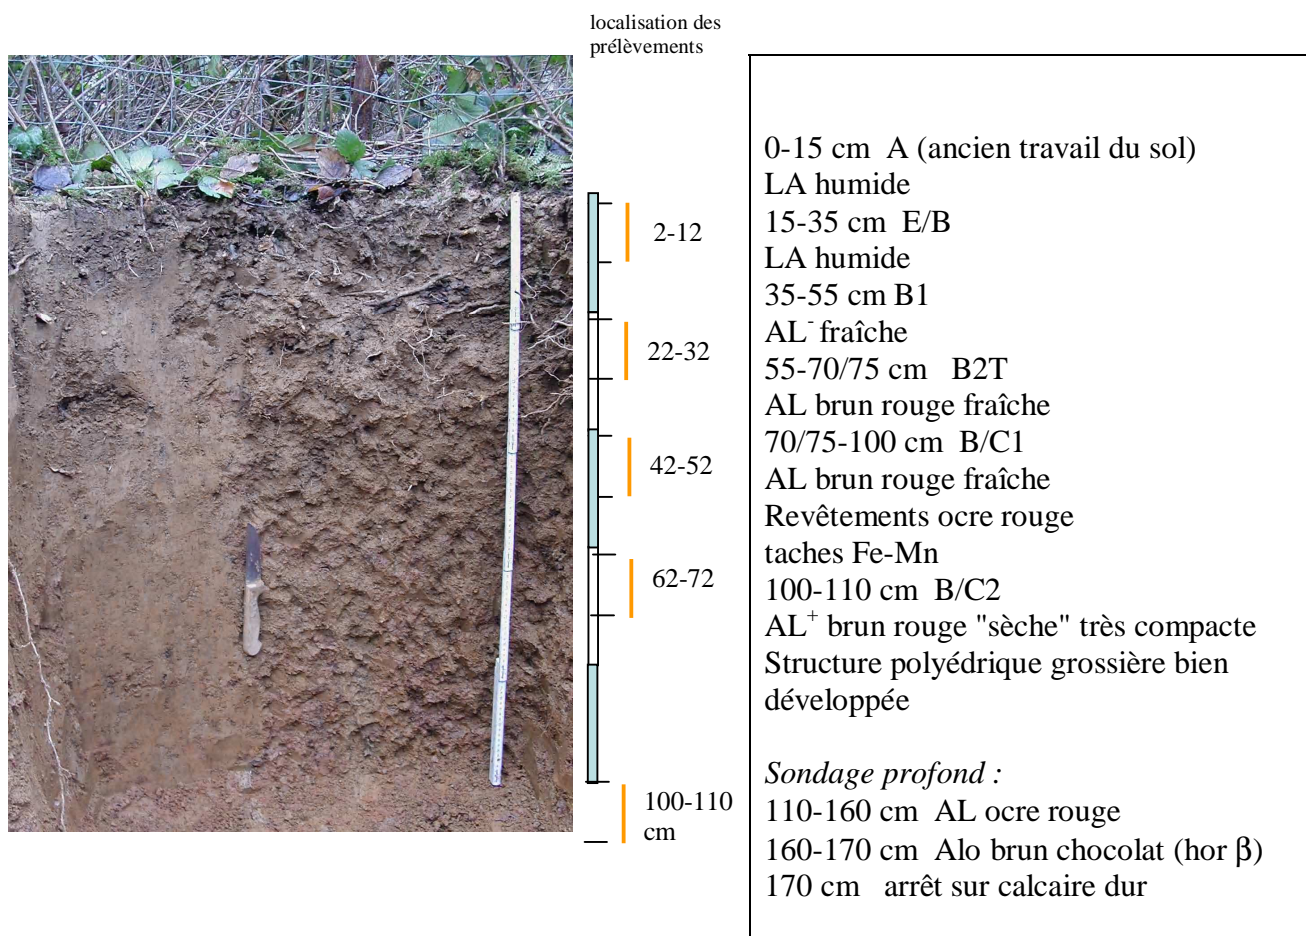 localisation des
prélèvements
2-12
22-32
42-52
62-72
100-110
cm
0-15 cm A (ancien travail du sol)
LA humide
15-35 cm E/B
LA humide
35-55 cm B1
AL⁻ fraîche
55-70/75 cm B2T
AL brun rouge fraîche
70/75-100 cm B/C1
AL brun rouge fraîche
Revêtements ocre rouge
taches Fe-Mn
100-110 cm B/C2
AL⁺ brun rouge "sèche" très compacte
Structure polyédrique grossière bien
développée
Sondage profond :
110-160 cm AL ocre rouge
160-170 cm Alo brun chocolat (hor β)
170 cm arrêt sur calcaire dur